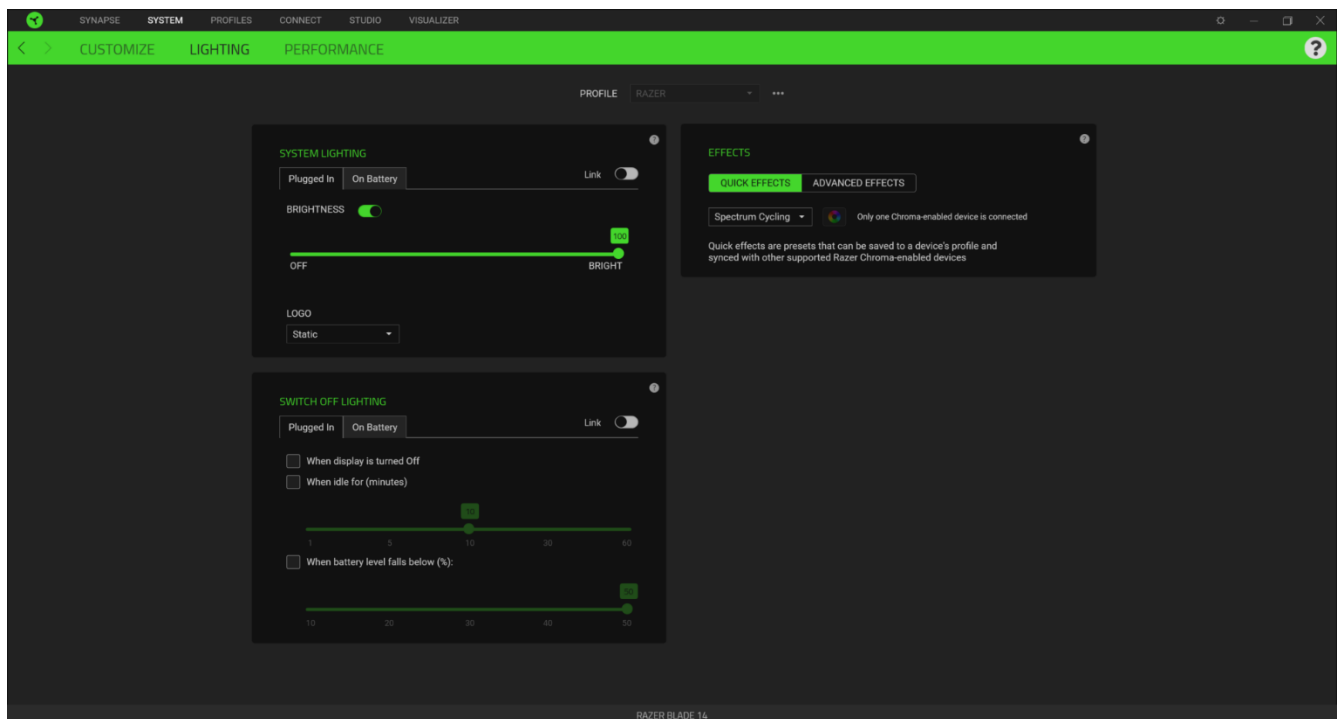 SYNAPSE SYSTEM PROFILES CONNECT STUDIO VISUALIZER
CUSTOMIZE LIGHTING PERFORMANCE ?
PROFILE RAZER
SYSTEM LIGHTING
Plugged In On Battery Link
BRIGHTNESS
100
OFF BRIGHT
LOGO
Static
SWITCH OFF LIGHTING
Plugged In On Battery Link
When display is turned Off
When idle for (minutes)
10
1 5 10 30 60
When battery level falls below (%):
50
10 20 30 40 50
EFFECTS
QUICK EFFECTS ADVANCED EFFECTS
Spectrum Cycling Only one Chroma-enabled device is connected
Quick effects are presets that can be saved to a device's profile and
synced with other supported Razer Chroma-enabled devices
RAZER BLADE 14